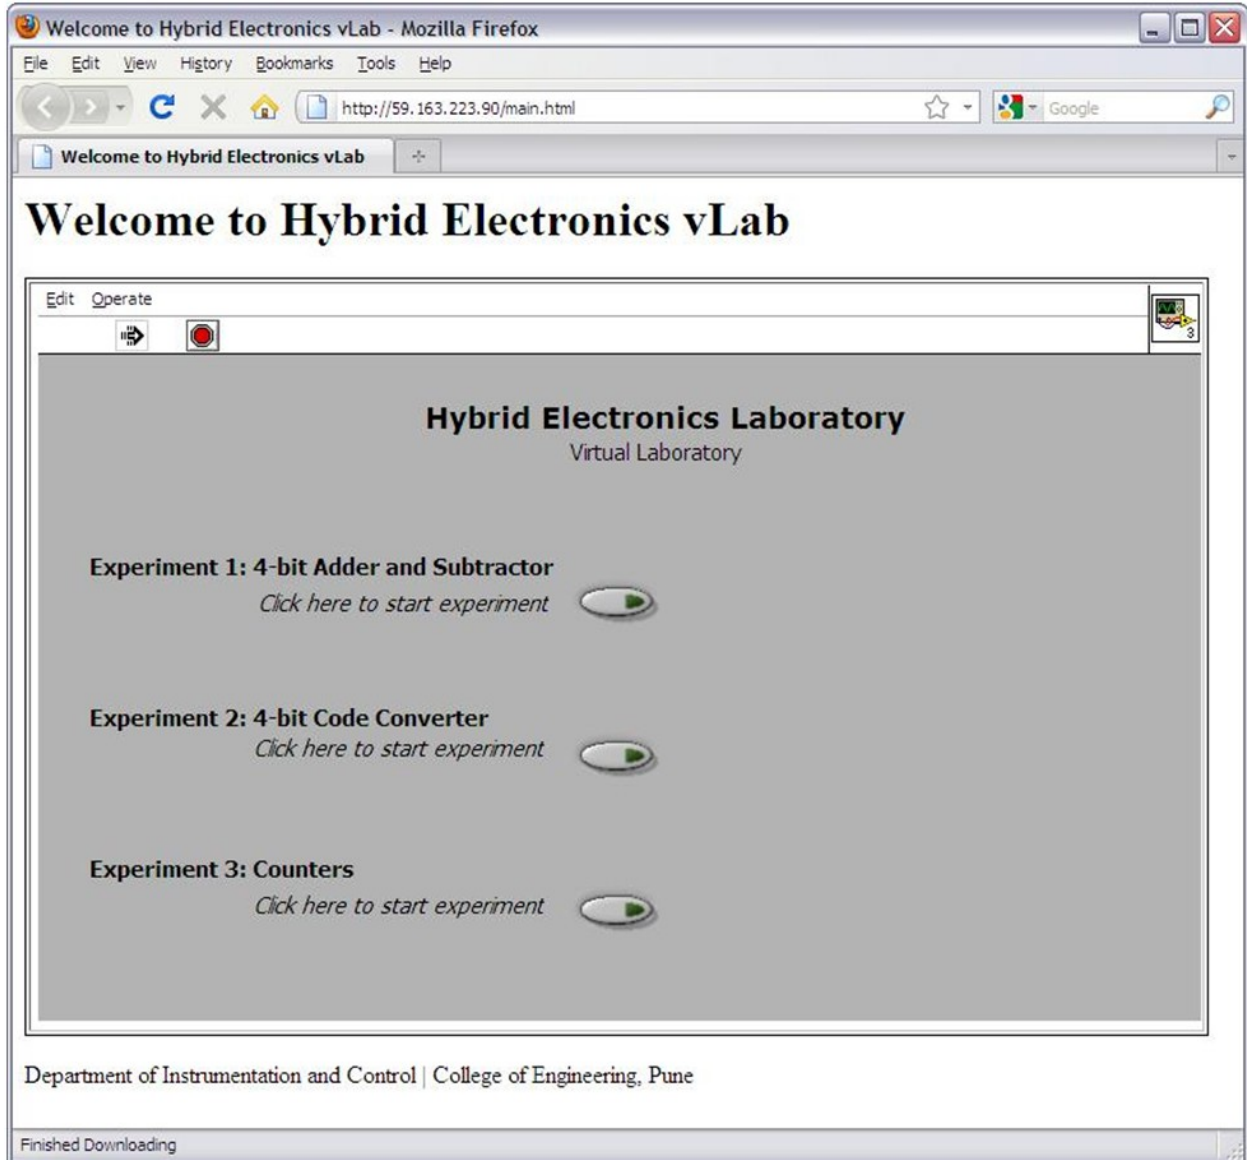 Welcome to Hybrid Electronics vLab - Mozilla Firefox
File Edit View History Bookmarks Tools Help
http://59.163.223.90/main.html Google
Welcome to Hybrid Electronics vLab
Welcome to Hybrid Electronics vLab
Edit Operate
3
Hybrid Electronics Laboratory
Virtual Laboratory
Experiment 1: 4-bit Adder and Subtractor
Click here to start experiment
Experiment 2: 4-bit Code Converter
Click here to start experiment
Experiment 3: Counters
Click here to start experiment
Department of Instrumentation and Control | College of Engineering, Pune
Finished Downloading